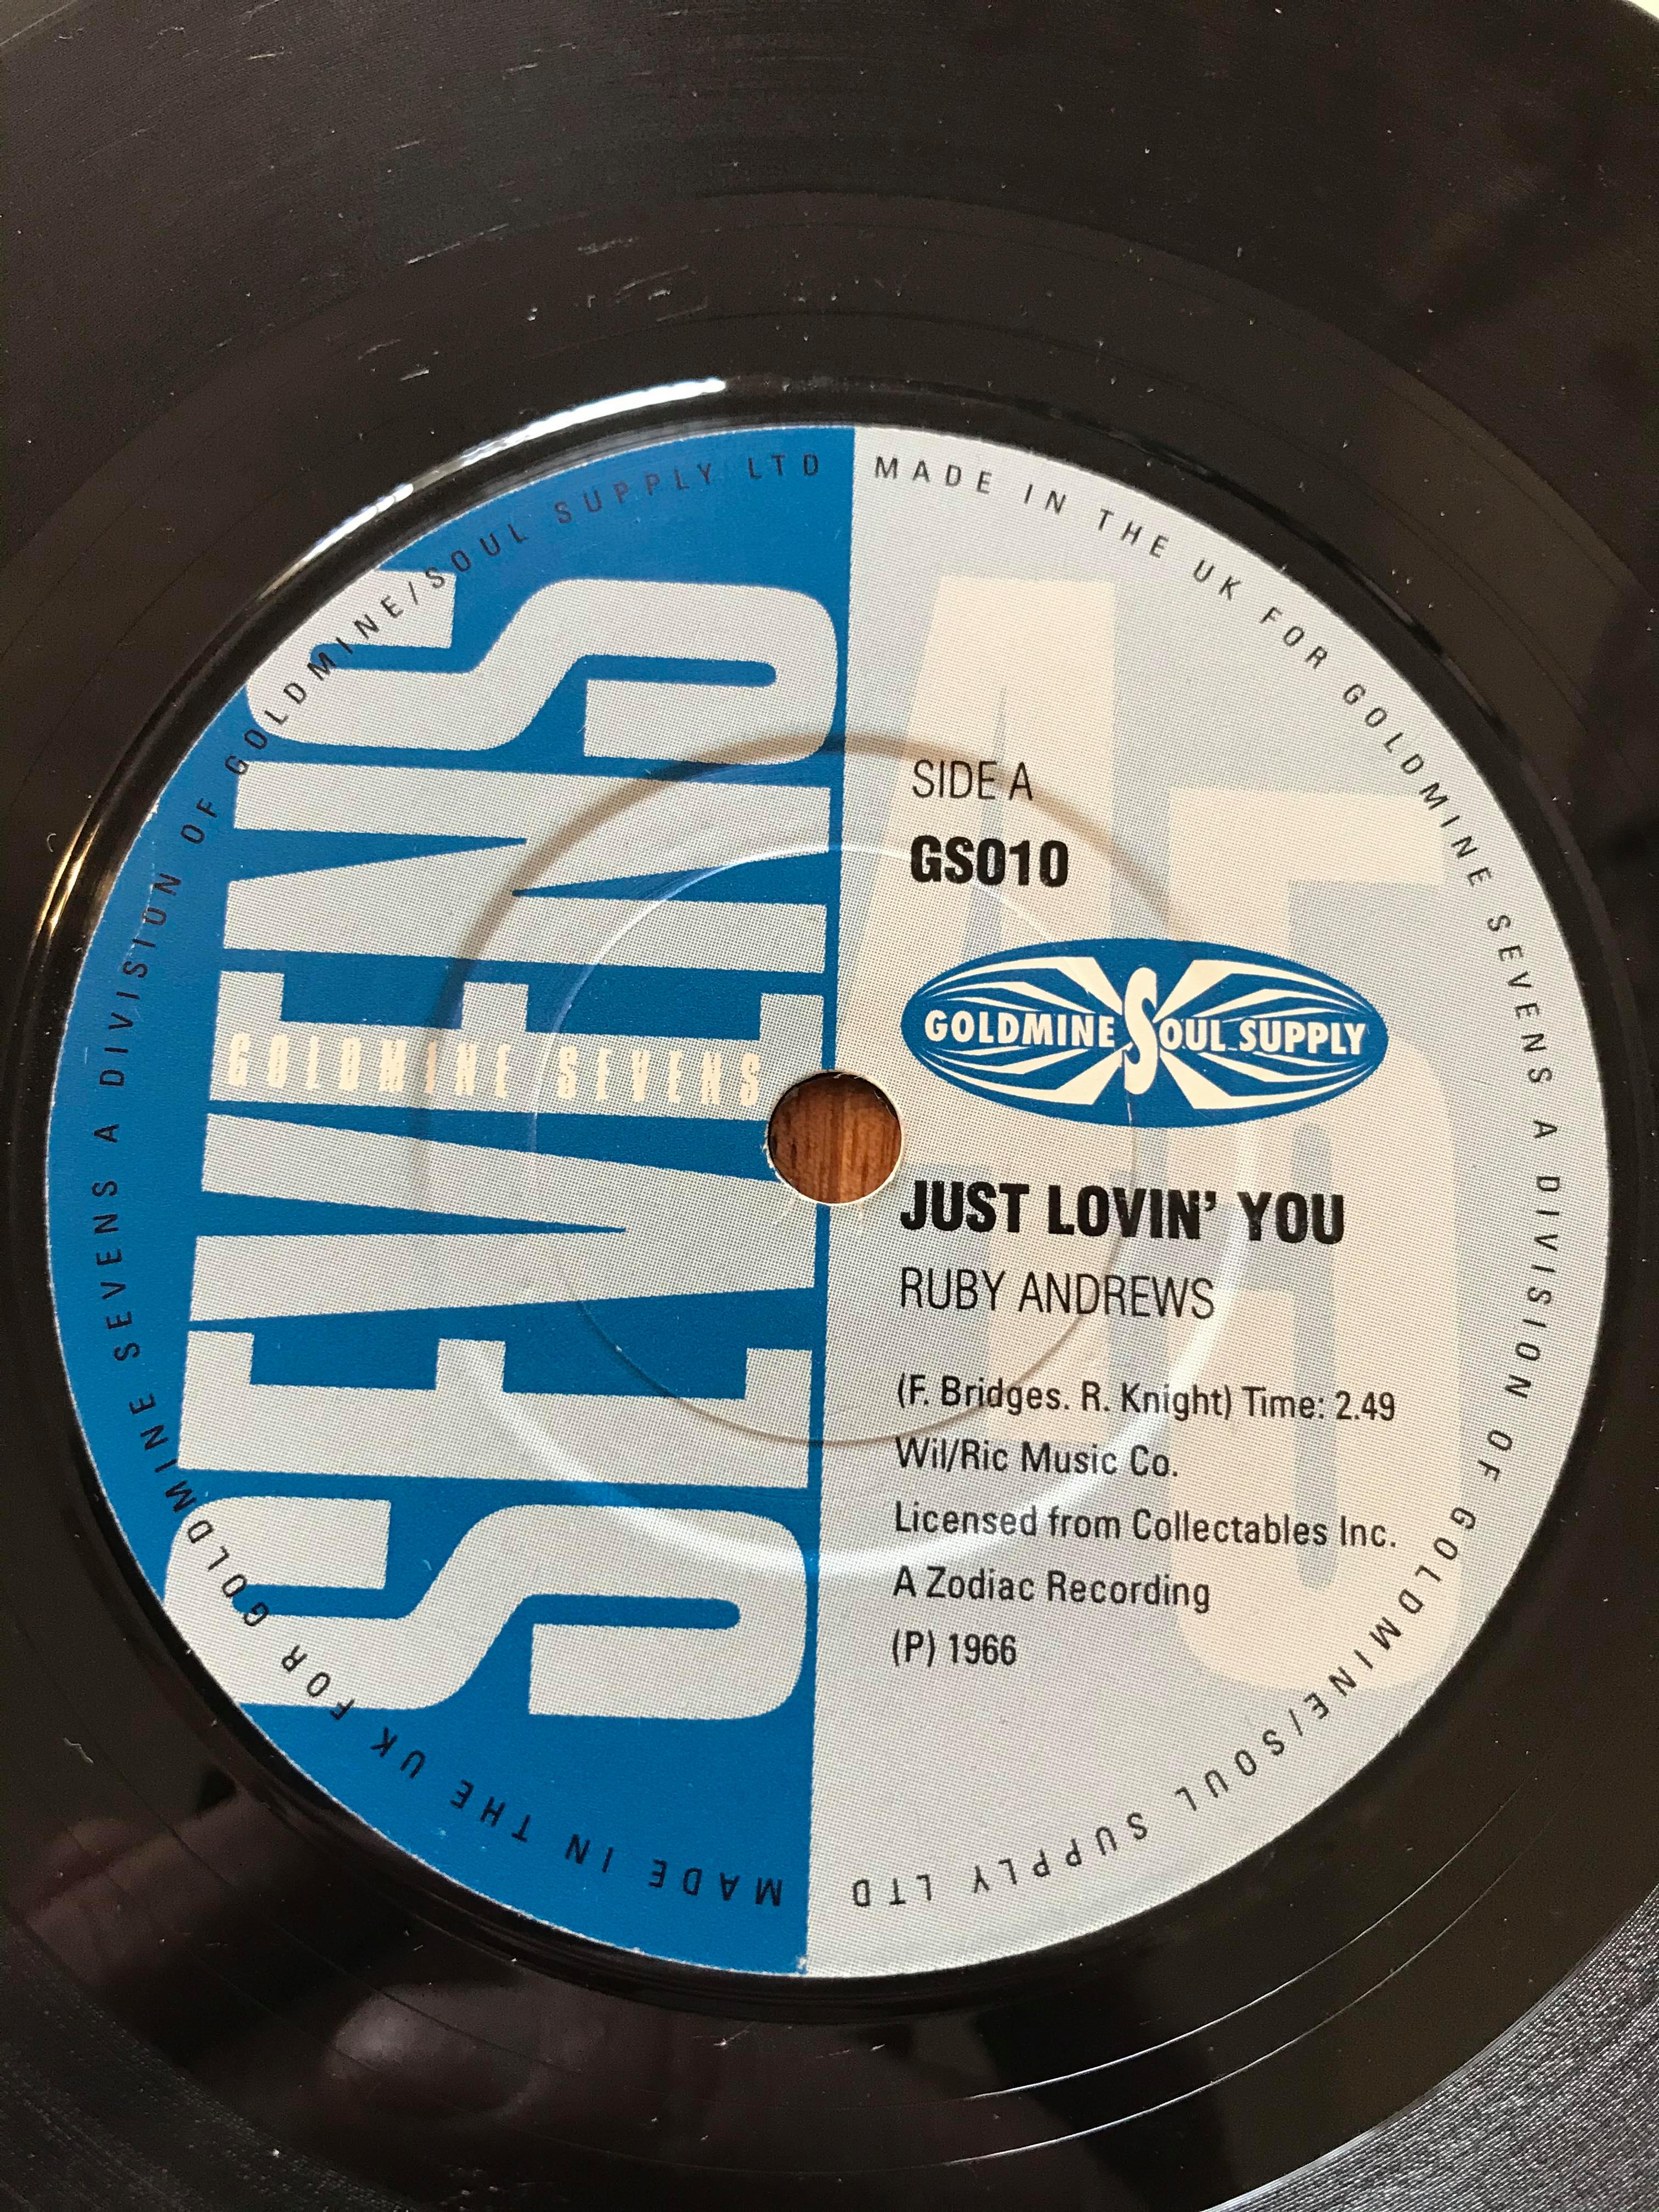 MADE IN THE UK FOR GOLDMINE SEVENS A DIVISION OF GOLDMINE/SOUL SUPPLY LTD
MADE IN THE UK FOR GOLDMINE SEVENS A DIVISION OF GOLDMINE/SOUL SUPPLY LTD
SEVENS
GOLDMINE SEVENS
45
SIDE A
GS010
GOLDMINE SOUL SUPPLY
JUST LOVIN' YOU
RUBY ANDREWS
(F. Bridges. R. Knight) Time: 2.49
Wil/Ric Music Co.
Licensed from Collectables Inc.
A Zodiac Recording
(P) 1966